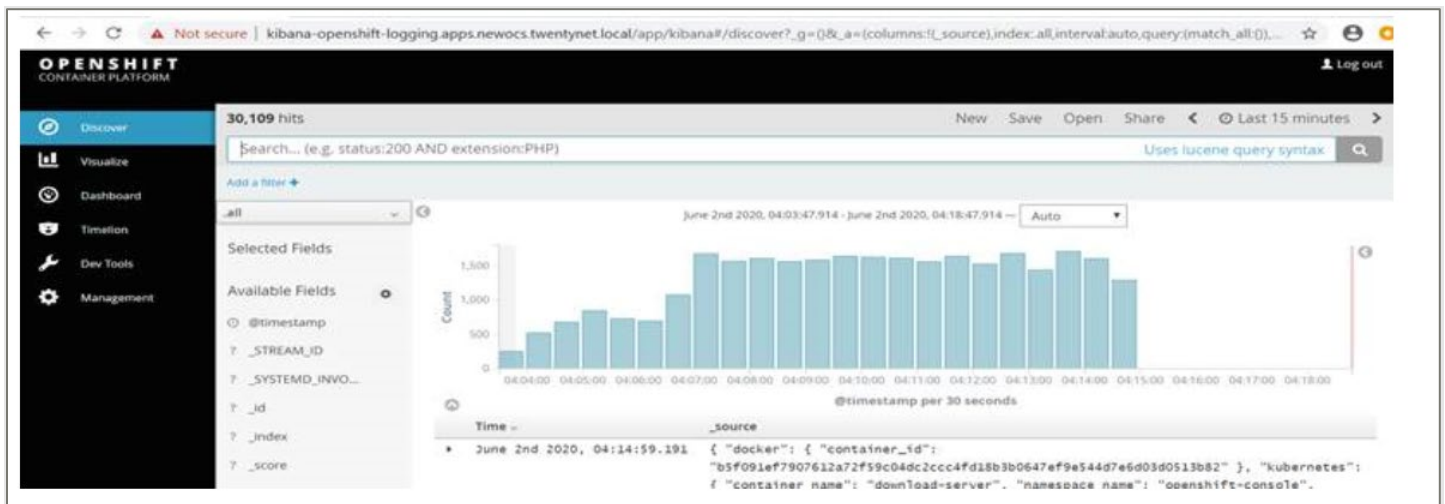 Not secure | kibana-openshift-logging.apps.newocs.twentynet.local/app/kibana#/discover?_g=()&_a=(columns:!(_source),index:.all,interval:auto,query:(match_all:()),...
OPENSHIFT
CONTAINER PLATFORM
Log out
Discover
Visualize
Dashboard
Timelion
Dev Tools
Management
30,109 hits
New Save Open Share Last 15 minutes
Search... (e.g. status:200 AND extension:PHP)
Uses lucene query syntax
Add a filter +
.all
June 2nd 2020, 04:03:47.914 - June 2nd 2020, 04:18:47.914 — Auto
Selected Fields
Available Fields
@timestamp
? _STREAM_ID
? _SYSTEMD_INVO...
? _id
? _index
? _score
Count
1,500
1,000
500
0
04:04:00 04:05:00 04:06:00 04:07:00 04:08:00 04:09:00 04:10:00 04:11:00 04:12:00 04:13:00 04:14:00 04:15:00 04:16:00 04:17:00 04:18:00
@timestamp per 30 seconds
Time _source
June 2nd 2020, 04:14:59.191 { "docker": { "container_id":
"b5f091ef7907612a72f59c04dc2ccc4fd18b3b0647ef9e544d7e6d03d0513b82" }, "kubernetes":
{ "container_name": "download-server", "namespace_name": "openshift-console",